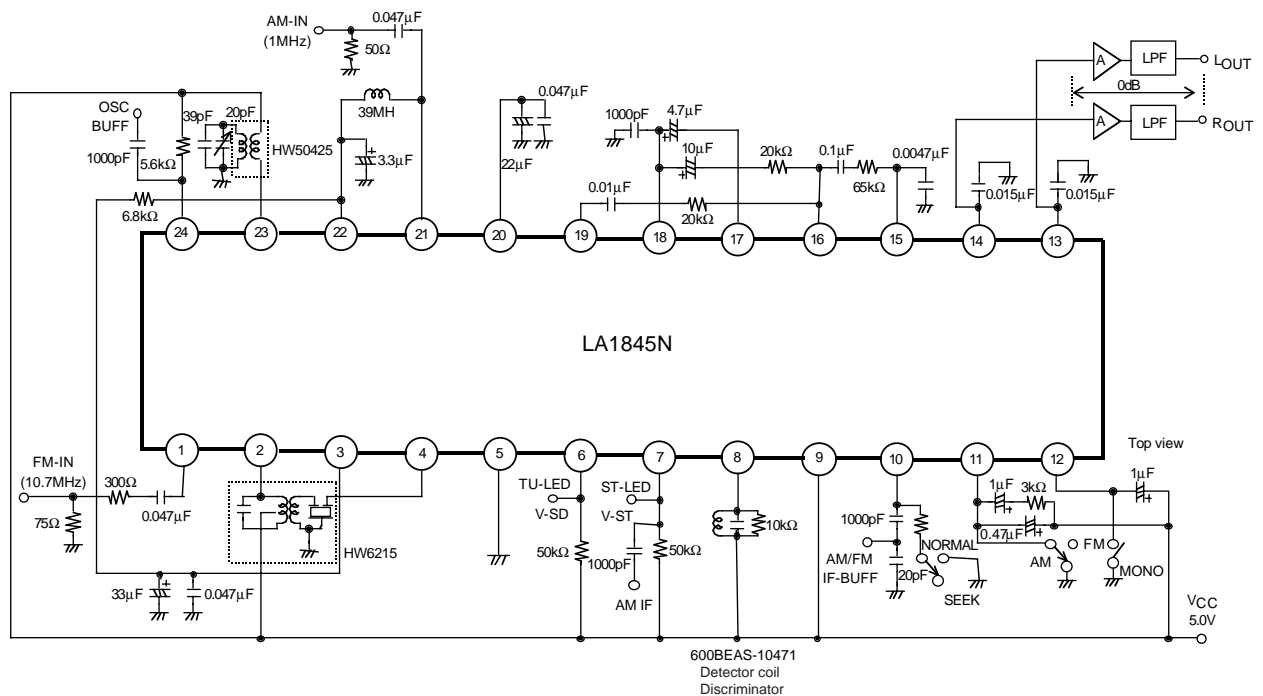 AM-IN
(1MHz)
0.047μF
50Ω
39MH
3.3μF
OSC
BUFF
1000pF
5.6kΩ
39pF
20pF
HW50425
6.8kΩ
0.047μF
22μF
1000pF
4.7μF
10μF
20kΩ
0.1μF
65kΩ
0.0047μF
0.01μF
20kΩ
0.015μF
0.015μF
A
LPF
LOUT
0dB
A
LPF
ROUT
24
23
22
21
20
19
18
17
16
15
14
13
LA1845N
1
2
3
4
5
6
7
8
9
10
11
12
Top view
FM-IN
(10.7MHz)
75Ω
300Ω
0.047μF
HW6215
33μF
0.047μF
TU-LED
V-SD
50kΩ
ST-LED
V-ST
1000pF
50kΩ
AM IF
10kΩ
600BEAS-10471
Detector coil
Discriminator
1000pF
AM/FM
IF-BUFF
20pF
NORMAL
SEEK
1μF
3kΩ
0.47μF
AM
FM
MONO
1μF
VCC
5.0V